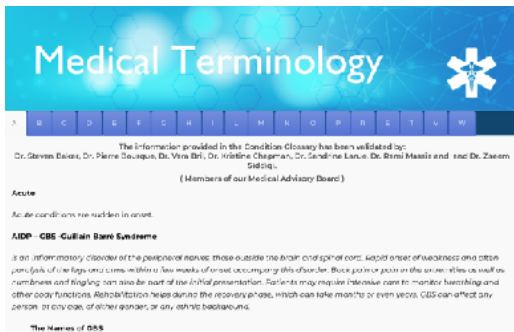 Medical Terminology
A B C D E F G H I L M N O P R E T V W
The information provided in the Condition Glossary has been validated by:
Dr. Steven Baker, Dr. Pierre Bourque, Dr. Vera Bril, Dr. Kristine Chapman, Dr. Sandrine Larue, Dr. Rami Massie and and Dr. Zaeem
Siddiqi.
( Members of our Medical Advisory Board )
Acute
Acute conditions are sudden in onset.
AIDP - GBS -Guillain Barré Syndrome
is an inflammatory disorder of the peripheral nerves, those outside the brain and spinal cord. Rapid onset of weakness and often
paralysis of the legs and arms within a few weeks of onset accompany this disorder. Back pain or pain in the extremities as well as
numbness and tingling can also be part of the initial presentation. Patients may require intensive care to monitor breathing and
other body functions. Rehabilitation helps during the recovery phase, which can take months or even years. GBS can affect any
person, at any age, of either gender, or any ethnic background.
The Names of GBS